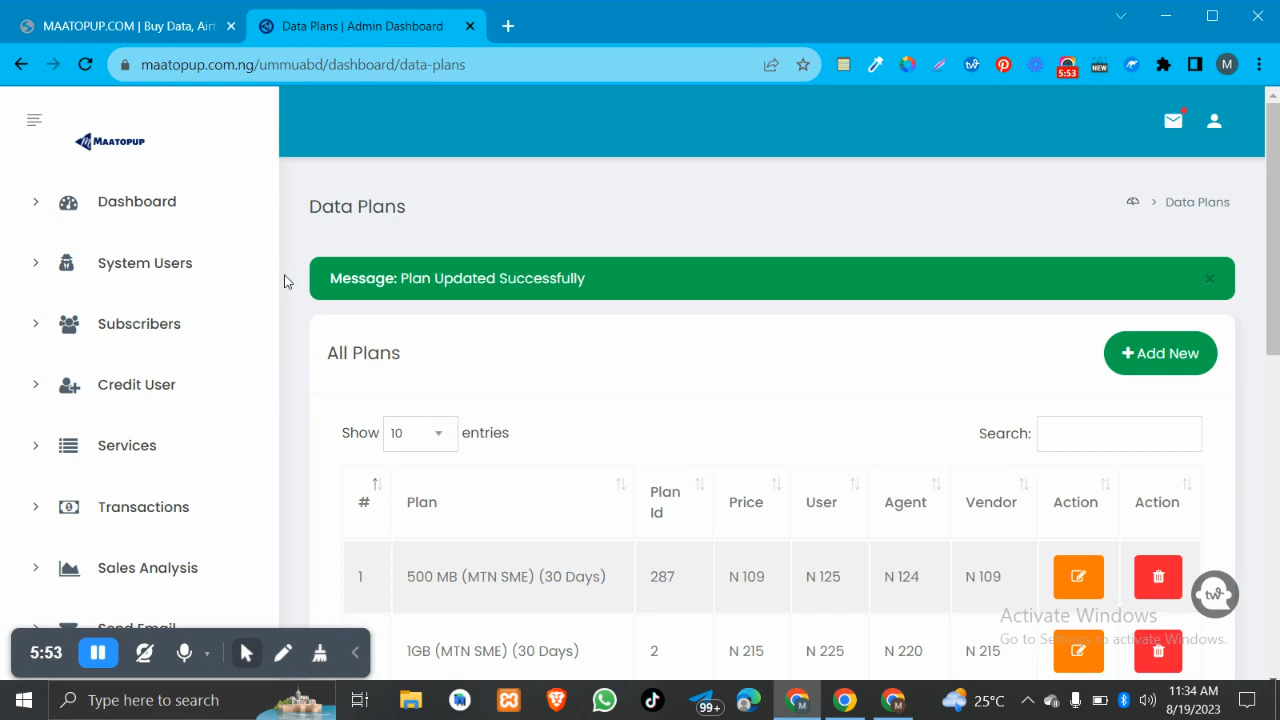 MAATOPUP.COM | Buy Data, Airt
Data Plans | Admin Dashboard
maatopup.com.ng/ummuabd/dashboard/data-plans
5:53
NEW
M
MAATOPUP
Dashboard
System Users
Subscribers
Credit User
Services
Transactions
Sales Analysis
Send Email
Data Plans
> Data Plans
Message: Plan Updated Successfully
×
All Plans
+ Add New
Show 10 entries
Search:
# Plan Plan Id Price User Agent Vendor Action Action
1 500 MB (MTN SME) (30 Days) 287 N 109 N 125 N 124 N 109
1GB (MTN SME) (30 Days) 2 N 215 N 225 N 220 N 215
Activate Windows
Go to Settings to activate Windows.
5:53
Type here to search
99+
25°C
11:34 AM
8/19/2023